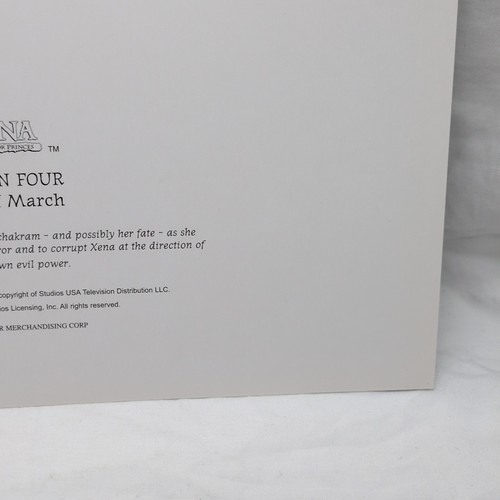 NA
OR PRINCES
TM
N FOUR
March
chakram - and possibly her fate - as she
or and to corrupt Xena at the direction of
wn evil power.
copyright of Studios USA Television Distribution LLC.
os Licensing, Inc. All rights reserved.
R MERCHANDISING CORP